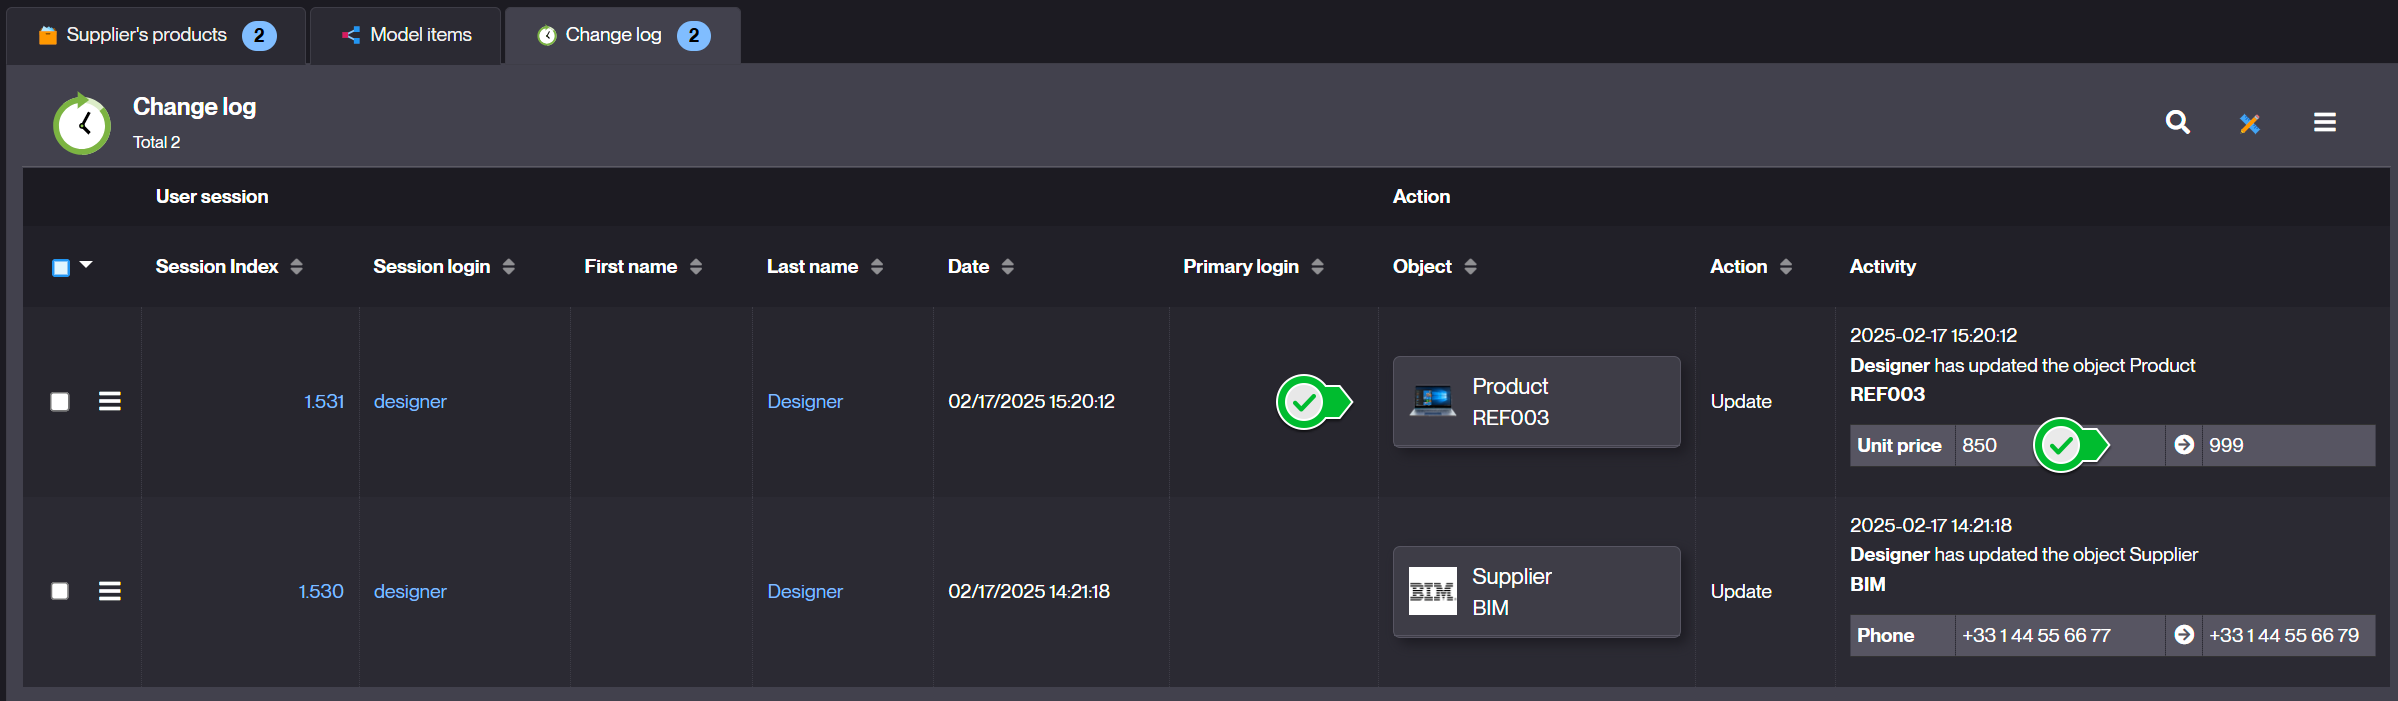 Supplier's products 2 Model items Change log 2
Change log
Total 2
User session Action
Session Index Session login First name Last name Date Primary login Object Action Activity
1.531 designer Designer 02/17/2025 15:20:12 Product REF003 Update
2025-02-17 15:20:12
Designer has updated the object Product
REF003
Unit price 850 999
1.530 designer Designer 02/17/2025 14:21:18 BIM Supplier BIM Update
2025-02-17 14:21:18
Designer has updated the object Supplier
BIM
Phone +33 1 44 55 66 77 +33 1 44 55 66 79